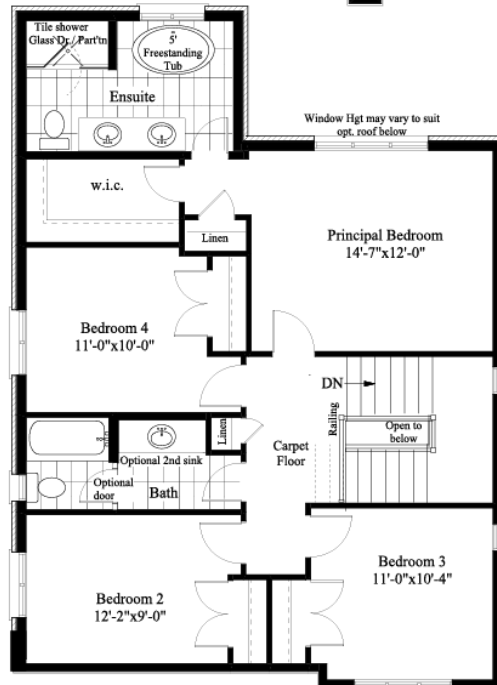 Tile shower
Glass Dr./ Part'tn
5'
Freestanding
Tub
Ensuite
Window Hgt may vary to suit
opt. roof below
w.i.c.
Linen
Principal Bedroom
14'-7"x12'-0"
Bedroom 4
11'-0"x10'-0"
DN
Railing
Open to
below
Linen
Carpet
Floor
Optional 2nd sink
Optional
door
Bath
Bedroom 3
11'-0"x10'-4"
Bedroom 2
12'-2"x9'-0"